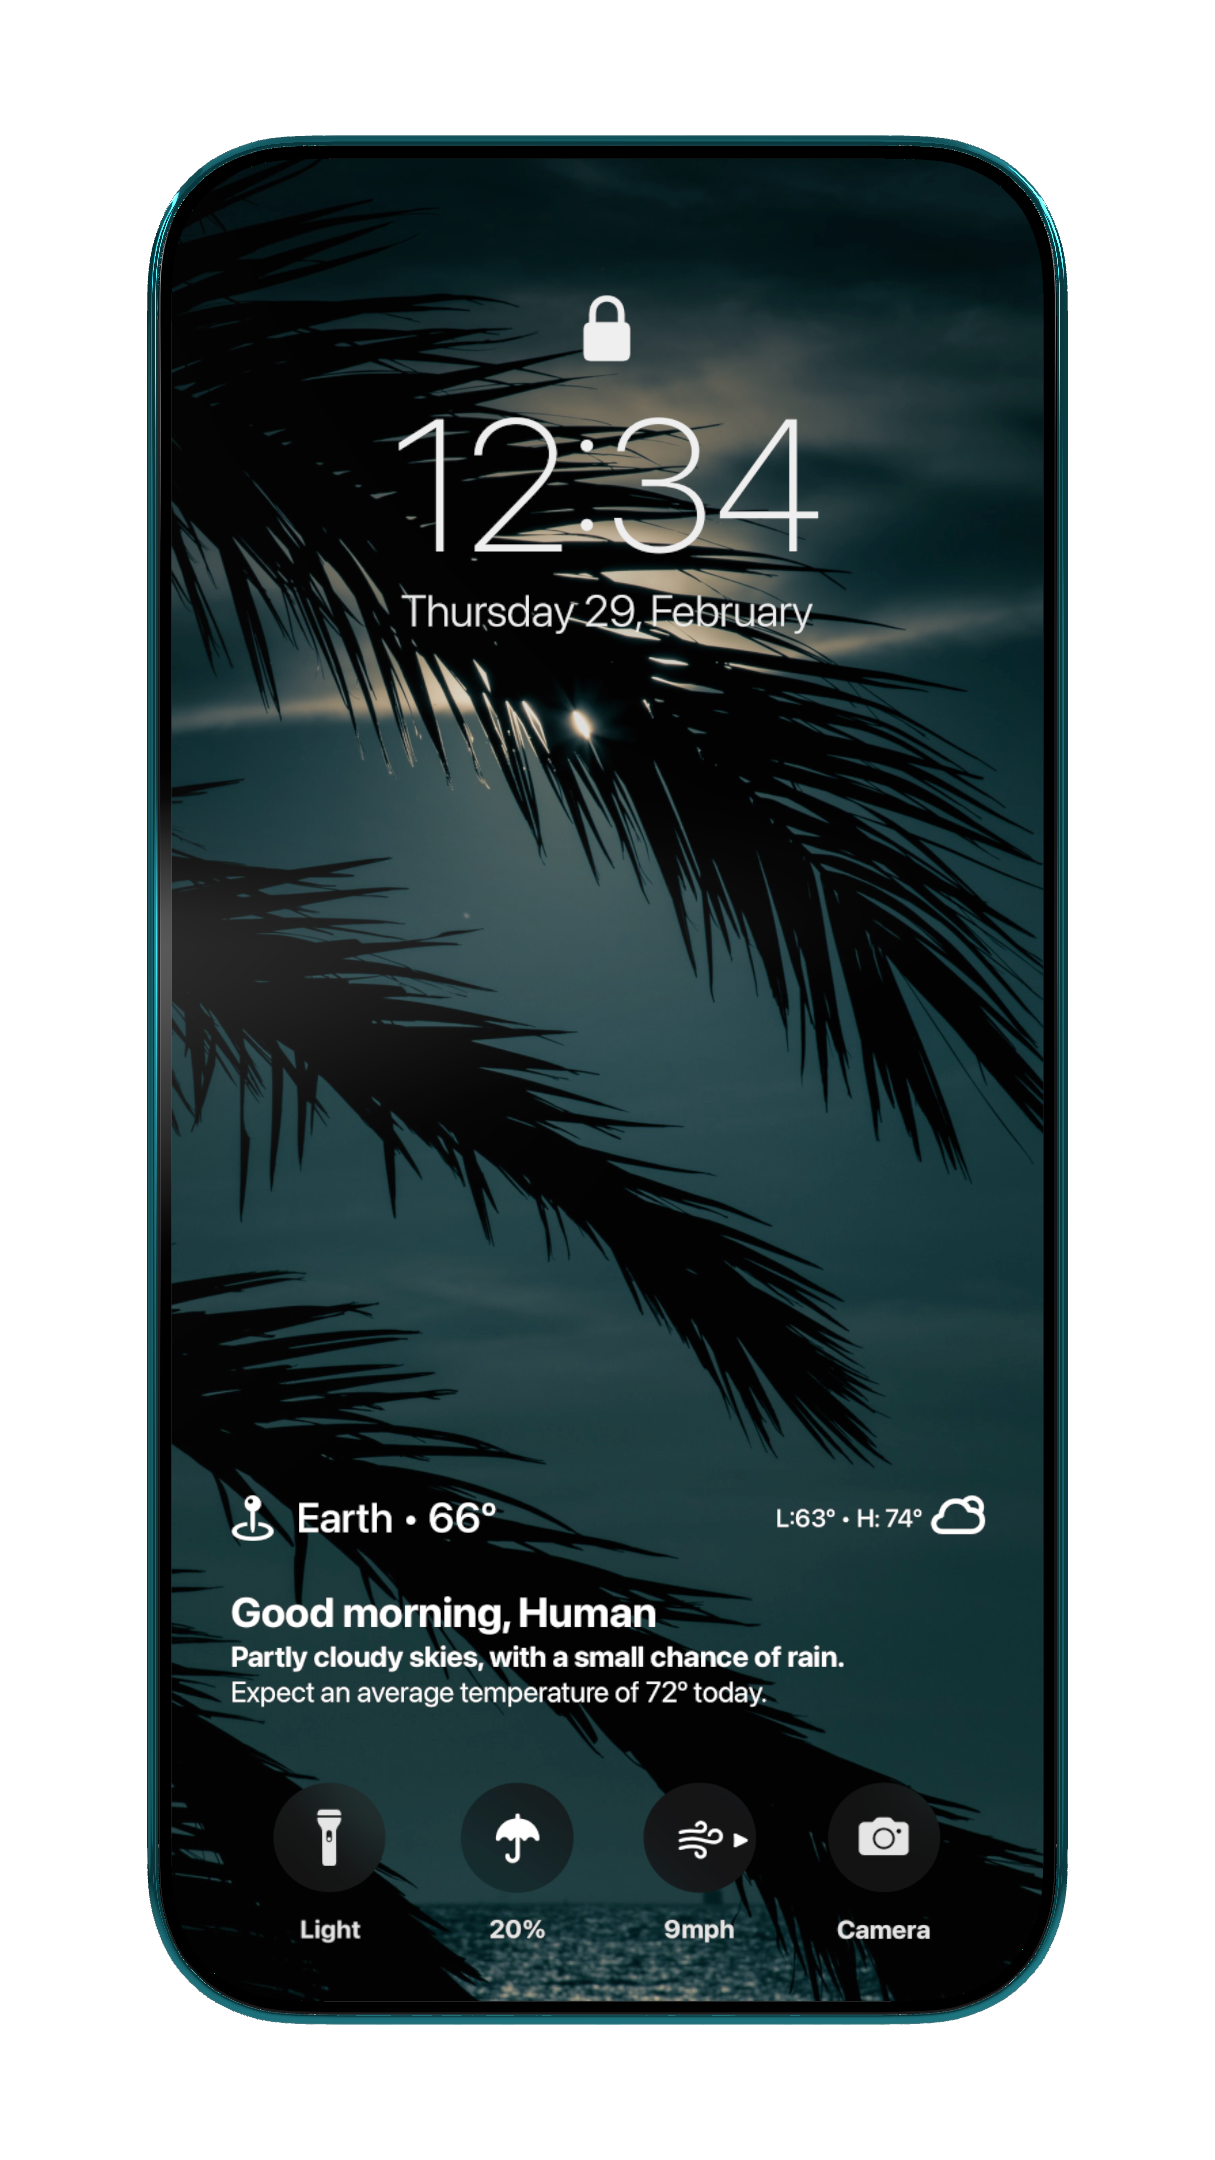 12:34
Thursday 29, February
Earth • 66°
L:63° • H: 74°
Good morning, Human
Partly cloudy skies, with a small chance of rain.
Expect an average temperature of 72° today.
Light
20%
9mph
Camera